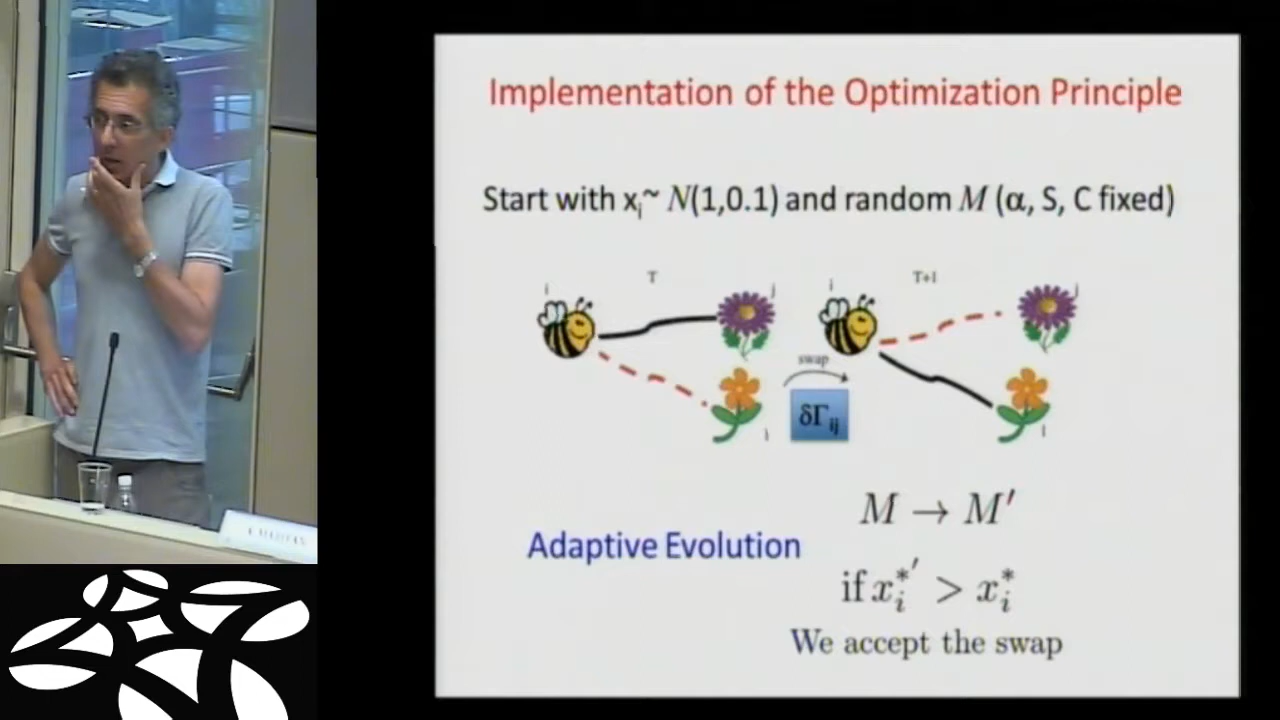 Implementation of the Optimization Principle
Start with xᵢ~ N(1,0.1) and random M (α, S, C fixed)
i T j i T+1 j
swap
δΓᵢⱼ
l l
M → M′
Adaptive Evolution
if xᵢ*′ > xᵢ*
We accept the swap